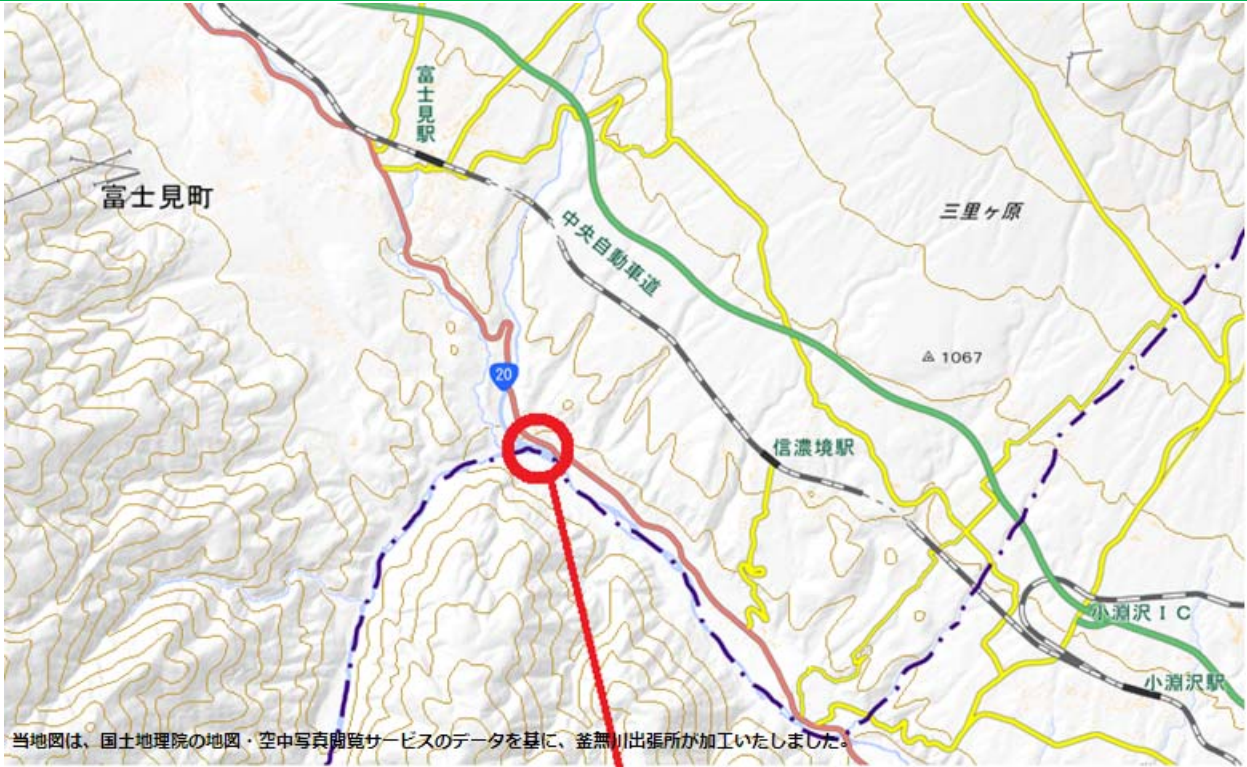 富士見駅
富士見町
中央自動車道
三里ヶ原
1067
20
信濃境駅
小淵沢IC
小淵沢駅
当地図は、国土地理院の地図・空中写真閲覧サービスのデータを基に、釜無川出張所が加工いたしました。